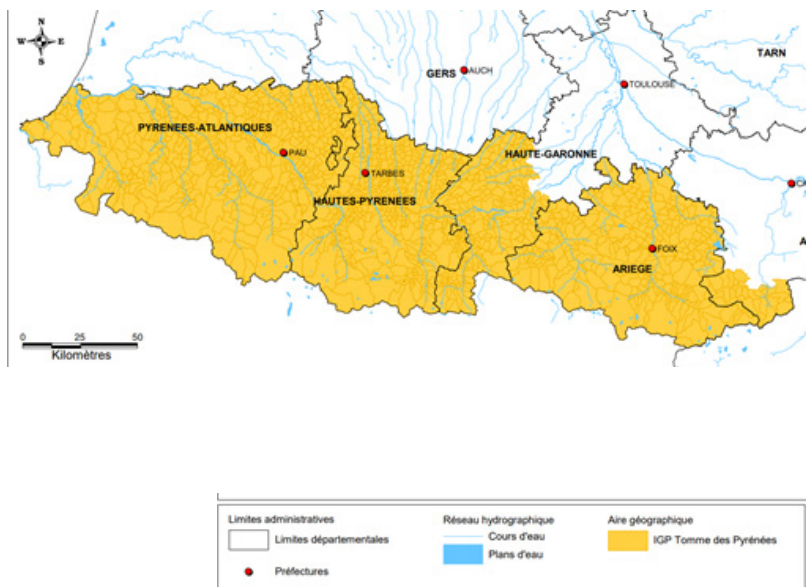 N
W E
S
GERS
AUCH
TARN
TOULOUSE
PYRENEES-ATLANTIQUES
PAU
HAUTE-GARONNE
TARBES
HAUTES-PYRENEES
FOIX
ARIEGE
0 25 50
Kilomètres
Limites administratives
Limites départementales
Préfectures
Réseau hydrographique
Cours d'eau
Plans d'eau
Aire géographique
IGP Tomme des Pyrénées